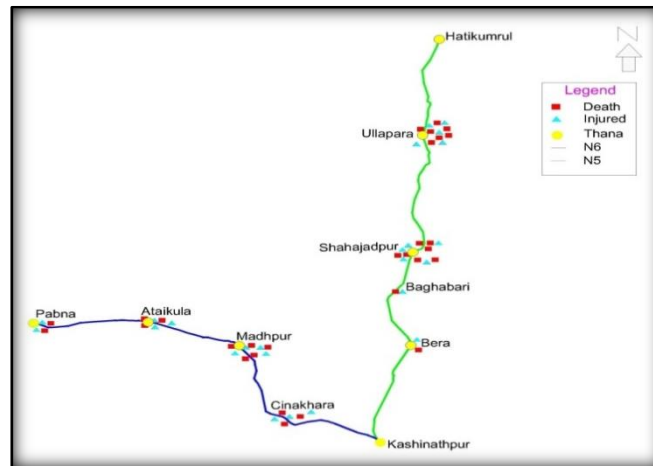 Hatikumrul
N
Legend
Death
Injured
Thana
N6
N5
Ullapara
Shahajadpur
Baghabari
Pabna
Ataikula
Madhpur
Bera
Cinakhara
Kashinathpur